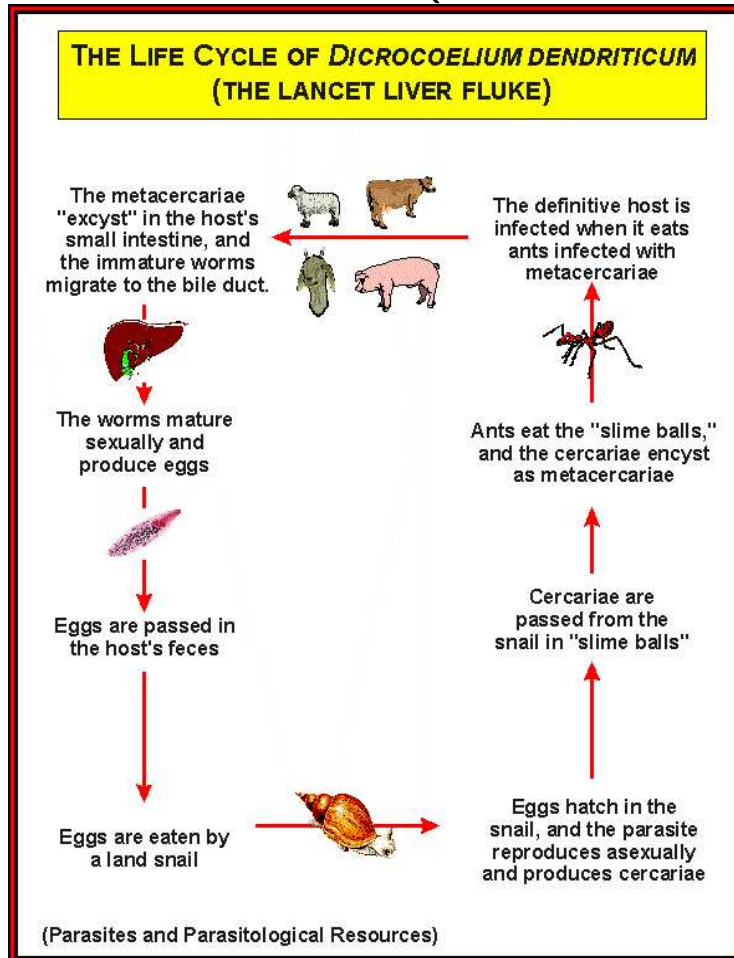 THE LIFE CYCLE OF DICROCOELIUM DENDRITICUM
(THE LANCET LIVER FLUKE)
The metacercariae
"excyst" in the host's
small intestine, and
the immature worms
migrate to the bile duct.
The worms mature
sexually and
produce eggs
Eggs are passed in
the host's feces
Eggs are eaten by
a land snail
Eggs hatch in the
snail, and the parasite
reproduces asexually
and produces cercariae
Cercariae are
passed from the
snail in "slime balls"
Ants eat the "slime balls,"
and the cercariae encyst
as metacercariae
The definitive host is
infected when it eats
ants infected with
metacercariae
(Parasites and Parasitological Resources)